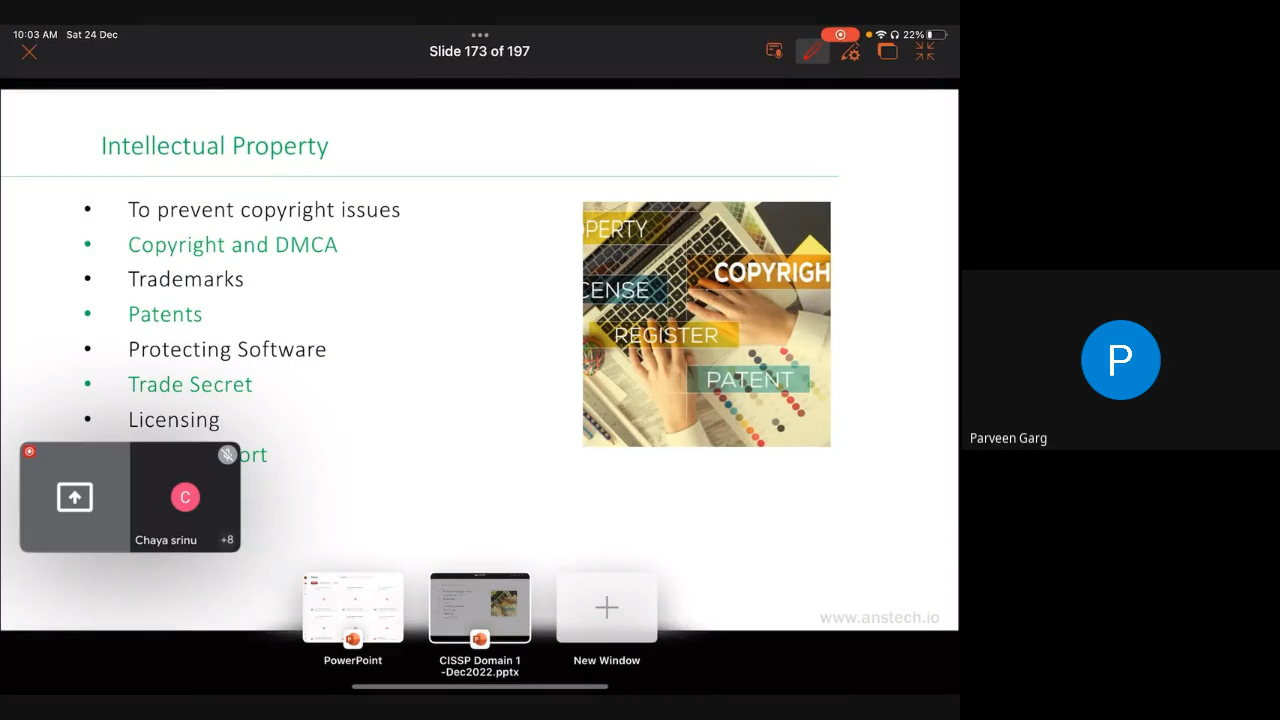 10:03 AM Sat 24 Dec
22%
Slide 173 of 197
Intellectual Property
• To prevent copyright issues
• Copyright and DMCA
• Trademarks
• Patents
• Protecting Software
• Trade Secret
• Licensing
ort
OPERTY
COPYRIGH
CENSE
REGISTER
PATENT
C
Chaya srinu +8
www.anstech.io
PowerPoint
CISSP Domain 1
-Dec2022.pptx
New Window
P
Parveen Garg